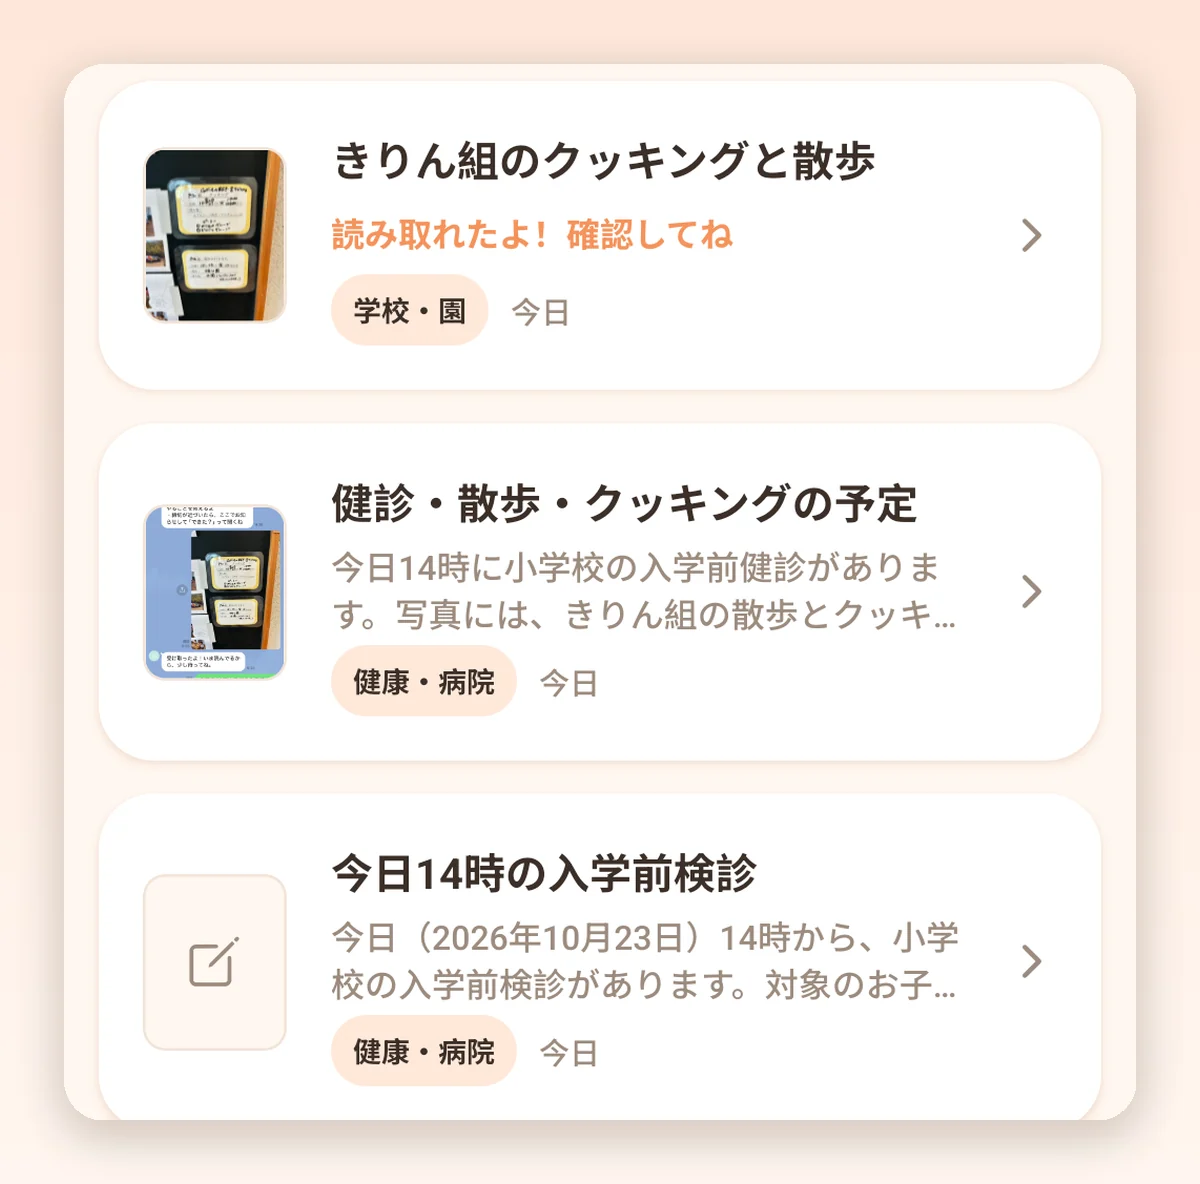 きりん組のクッキングと散歩
読み取れたよ！確認してね
学校・園
今日
健診・散歩・クッキングの予定
今日14時に小学校の入学前健診がありま
す。写真には、きりん組の散歩とクッキ…
健康・病院
今日
今日14時の入学前検診
今日（2026年10月23日）14時から、小学
校の入学前検診があります。対象のお子…
健康・病院
今日